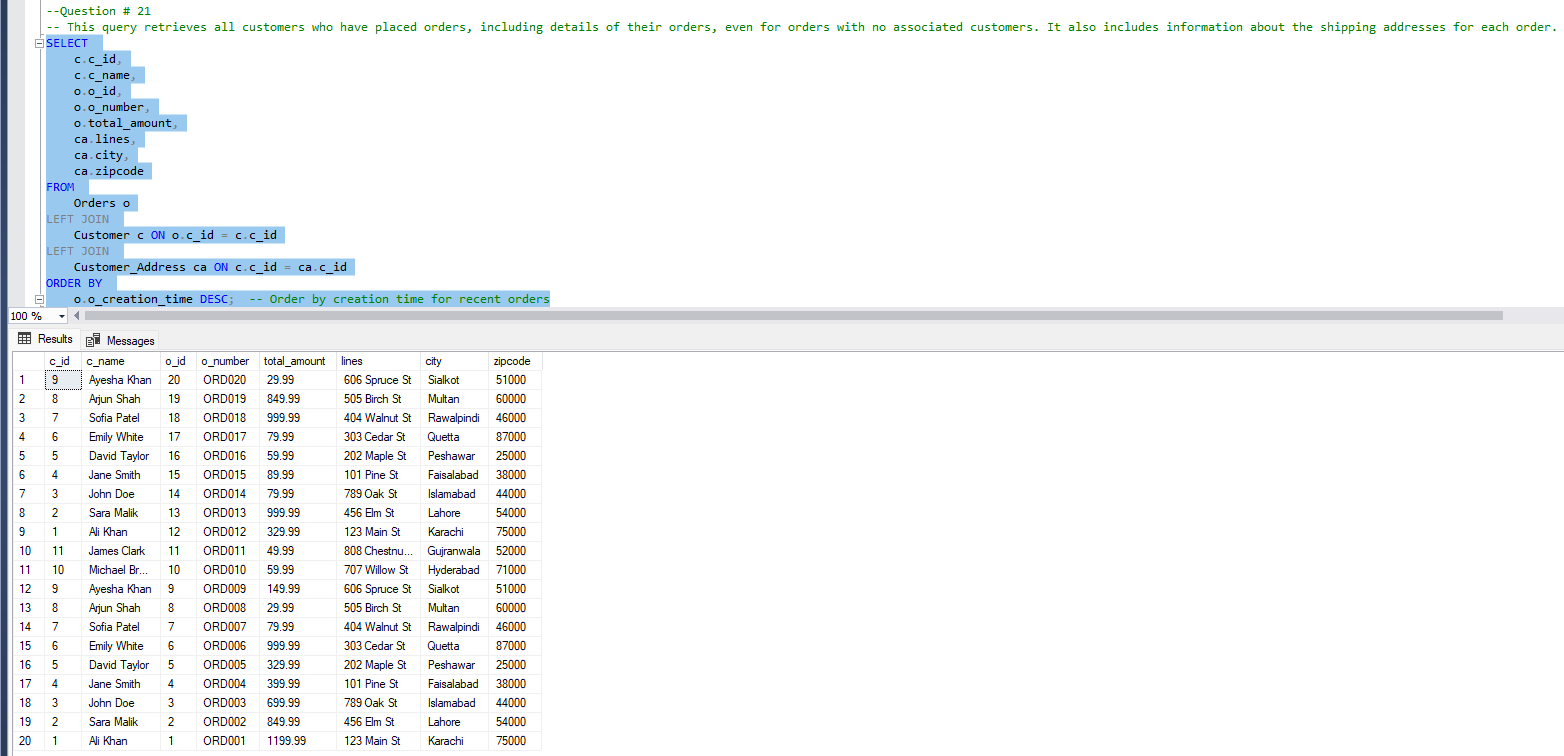 --Question # 21
-- This query retrieves all customers who have placed orders, including details of their orders, even for orders with no associated customers. It also includes information about the shipping addresses for each order.
SELECT
c.c_id,
c.c_name,
o.o_id,
o.o_number,
o.total_amount,
ca.lines,
ca.city,
ca.zipcode
FROM
Orders o
LEFT JOIN
Customer c ON o.c_id = c.c_id
LEFT JOIN
Customer_Address ca ON c.c_id = ca.c_id
ORDER BY
o.o_creation_time DESC;  -- Order by creation time for recent orders
100 %
Results Messages
c_id c_name o_id o_number total_amount lines city zipcode
1 9 Ayesha Khan 20 ORD020 29.99 606 Spruce St Sialkot 51000
2 8 Arjun Shah 19 ORD019 849.99 505 Birch St Multan 60000
3 7 Sofia Patel 18 ORD018 999.99 404 Walnut St Rawalpindi 46000
4 6 Emily White 17 ORD017 79.99 303 Cedar St Quetta 87000
5 5 David Taylor 16 ORD016 59.99 202 Maple St Peshawar 25000
6 4 Jane Smith 15 ORD015 89.99 101 Pine St Faisalabad 38000
7 3 John Doe 14 ORD014 79.99 789 Oak St Islamabad 44000
8 2 Sara Malik 13 ORD013 999.99 456 Elm St Lahore 54000
9 1 Ali Khan 12 ORD012 329.99 123 Main St Karachi 75000
10 11 James Clark 11 ORD011 49.99 808 Chestnu... Gujranwala 52000
11 10 Michael Br... 10 ORD010 59.99 707 Willow St Hyderabad 71000
12 9 Ayesha Khan 9 ORD009 149.99 606 Spruce St Sialkot 51000
13 8 Arjun Shah 8 ORD008 29.99 505 Birch St Multan 60000
14 7 Sofia Patel 7 ORD007 79.99 404 Walnut St Rawalpindi 46000
15 6 Emily White 6 ORD006 999.99 303 Cedar St Quetta 87000
16 5 David Taylor 5 ORD005 329.99 202 Maple St Peshawar 25000
17 4 Jane Smith 4 ORD004 399.99 101 Pine St Faisalabad 38000
18 3 John Doe 3 ORD003 699.99 789 Oak St Islamabad 44000
19 2 Sara Malik 2 ORD002 849.99 456 Elm St Lahore 54000
20 1 Ali Khan 1 ORD001 1199.99 123 Main St Karachi 75000